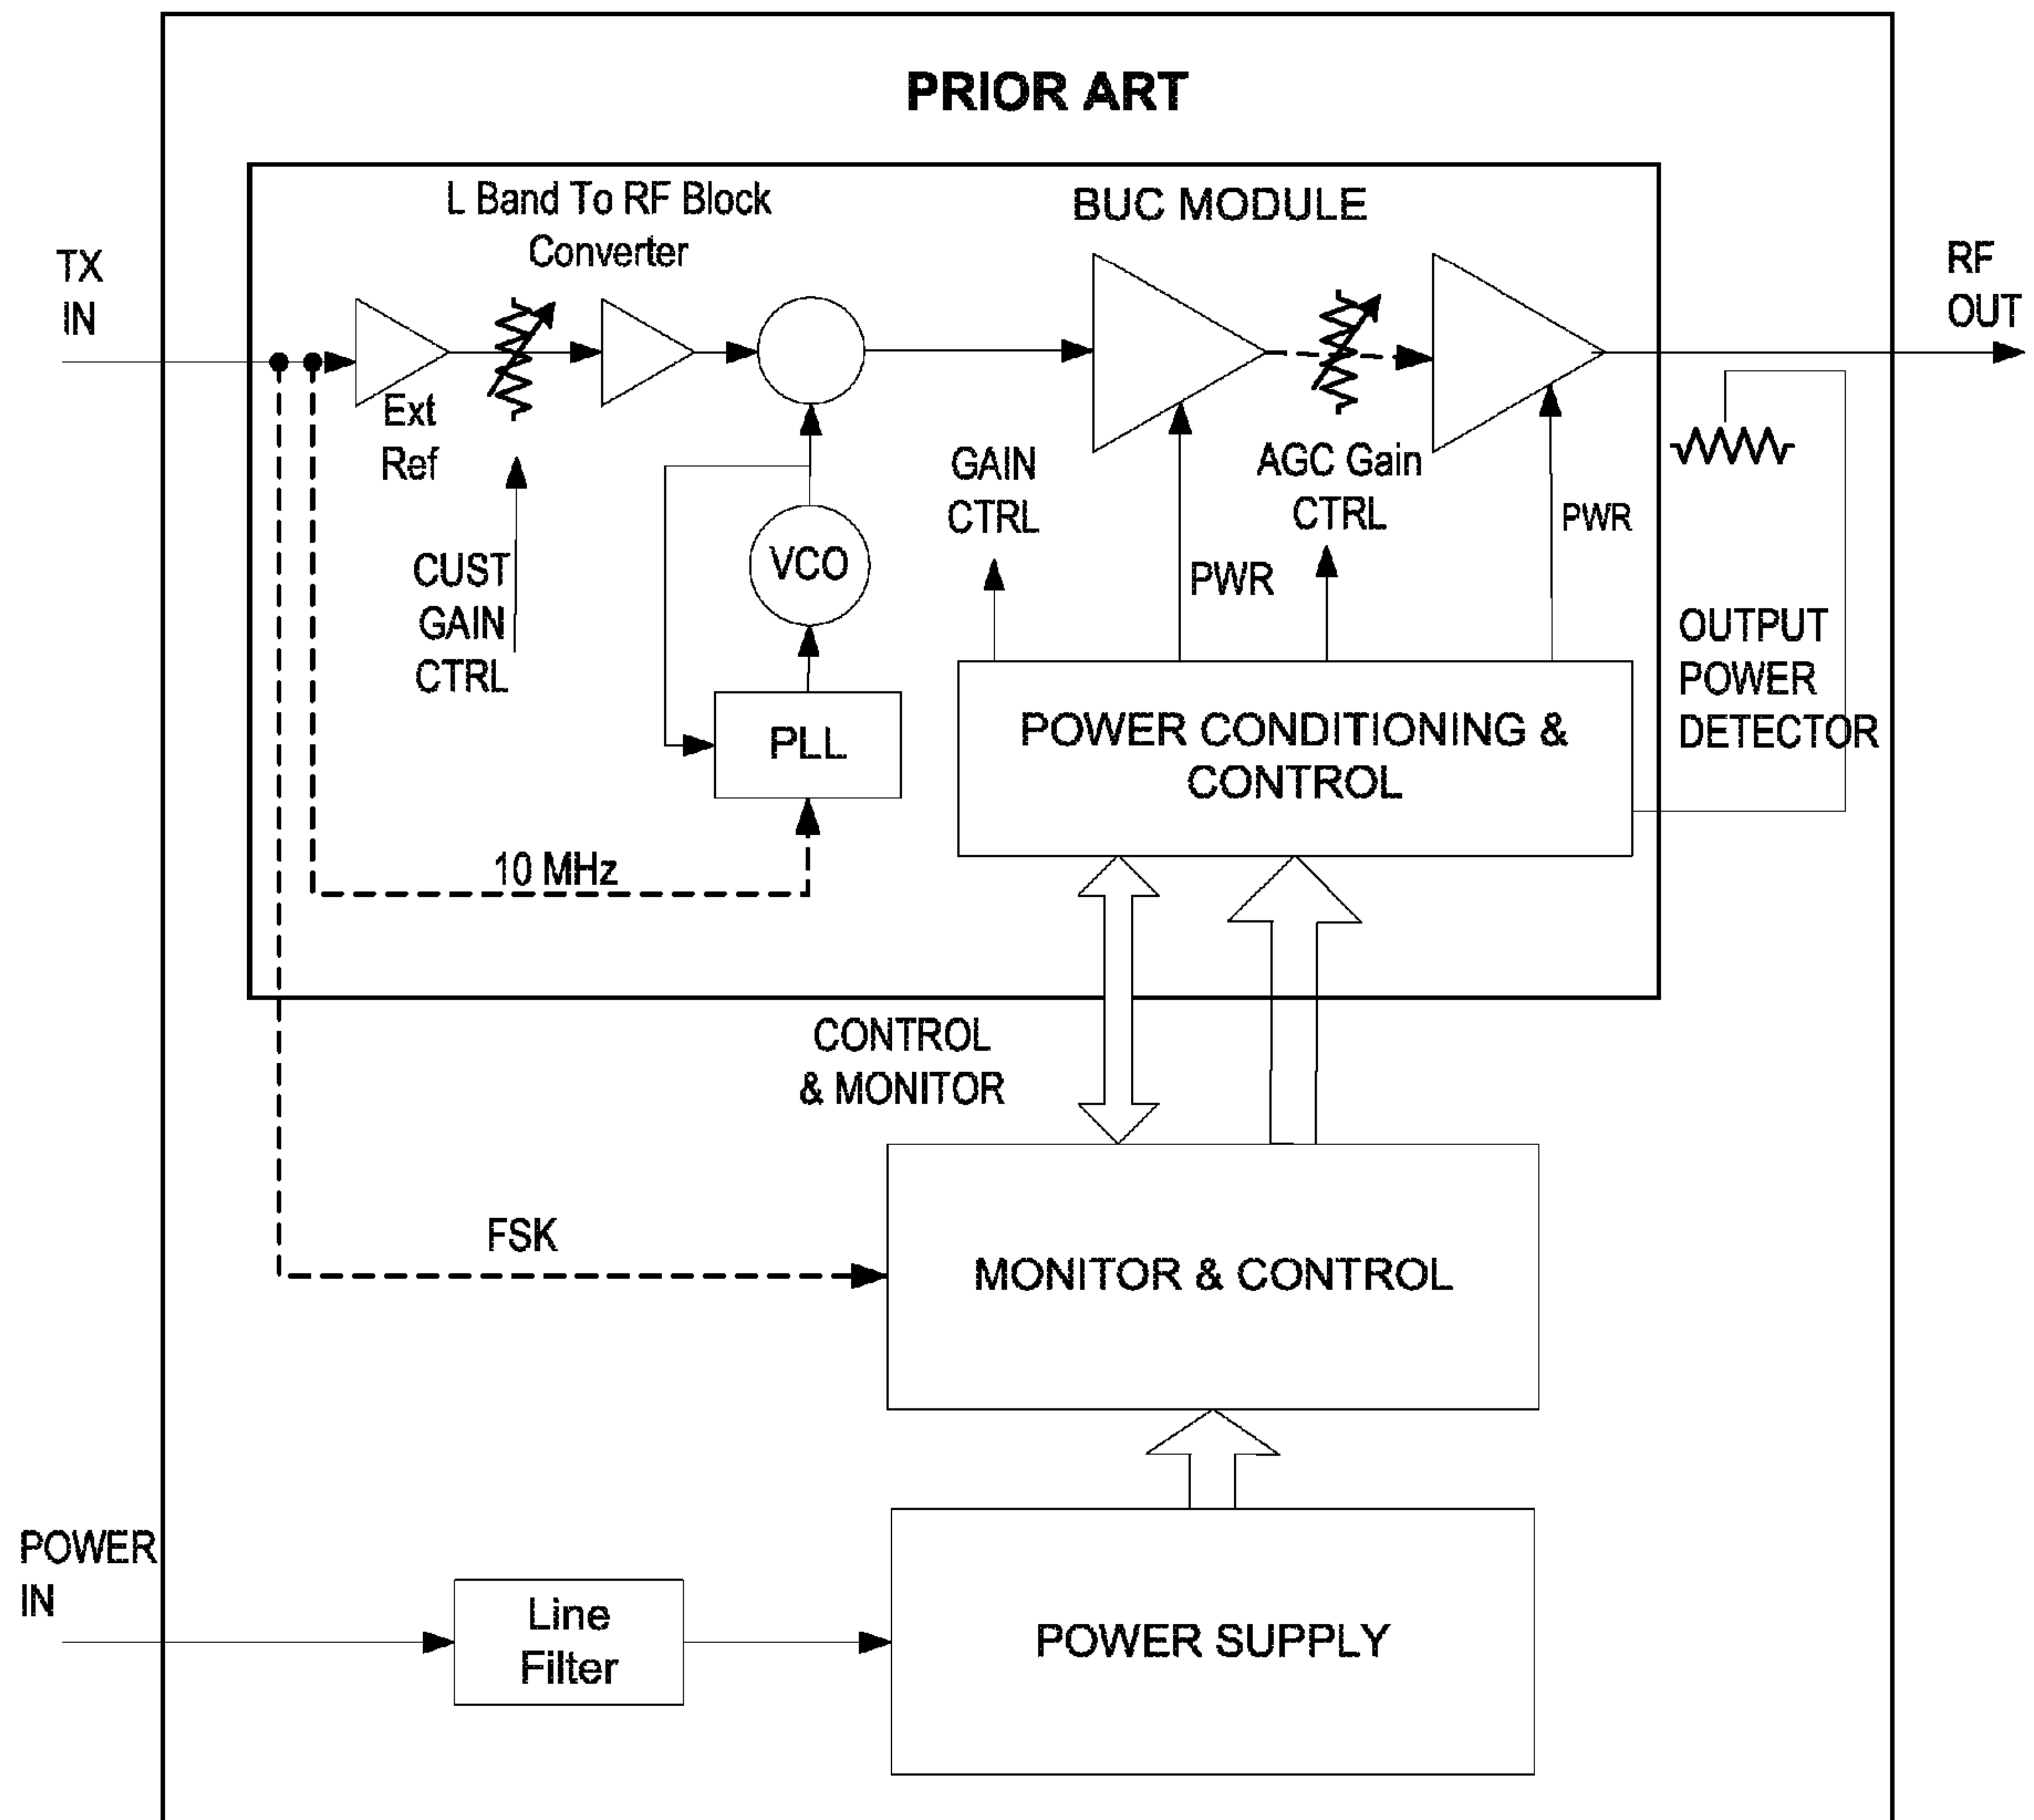 PRIOR ART
L Band To RF Block
Converter
BUC MODULE
TX
IN
RF
OUT
Ext
Ref
CUST
GAIN
CTRL
VCO
PLL
GAIN
CTRL
PWR
AGC Gain
CTRL
PWR
OUTPUT
POWER
DETECTOR
POWER CONDITIONING &
CONTROL
10 MHz
CONTROL
& MONITOR
FSK
MONITOR & CONTROL
POWER
IN
Line
Filter
POWER SUPPLY